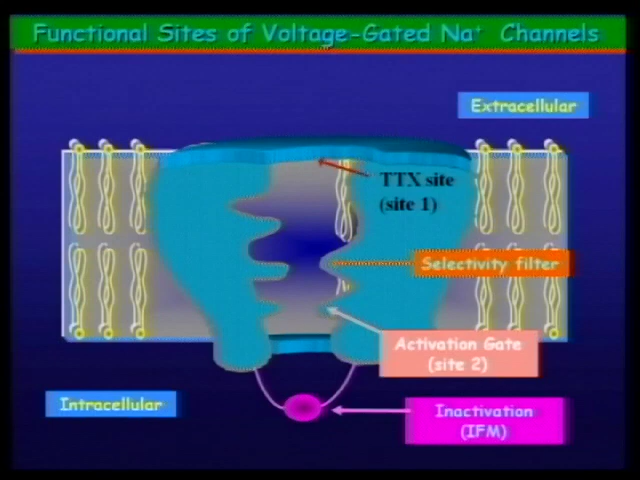 Functional Sites of Voltage-Gated Na⁺ Channels
Extracellular
TTX site
(site 1)
Selectivity filter
Activation Gate
(site 2)
Intracellular
Inactivation
(IFM)